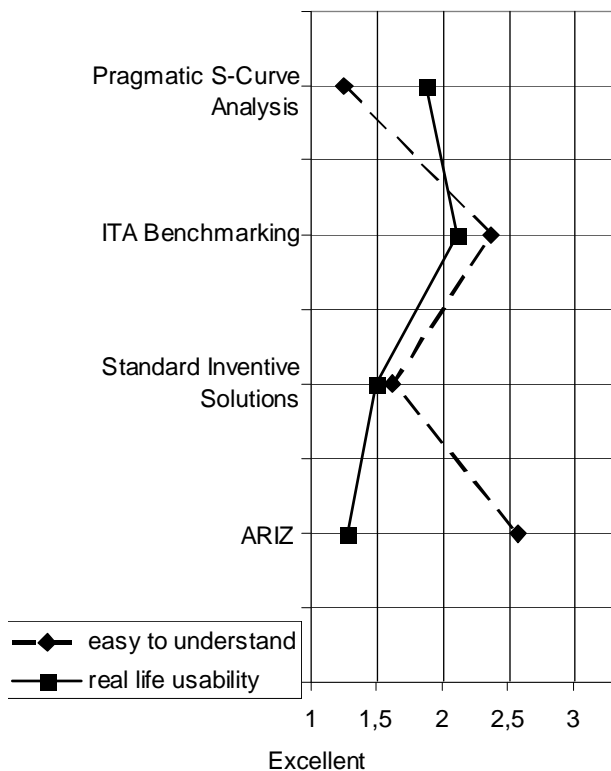 Pragmatic S-Curve
Analysis
ITA Benchmarking
Standard Inventive
Solutions
ARIZ
easy to understand
real life usability
1 1,5 2 2,5 3
Excellent